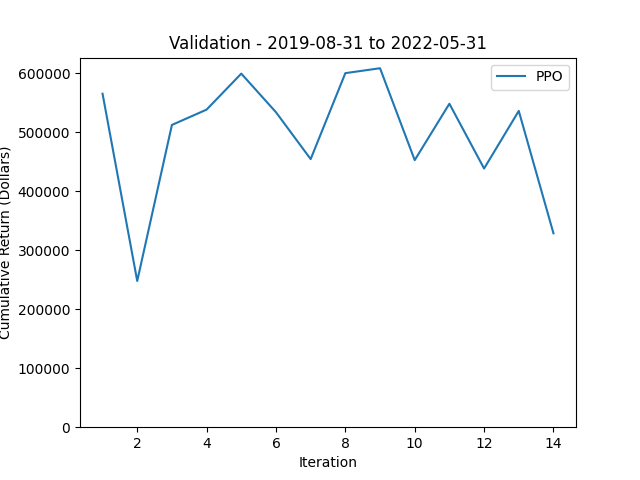 Validation - 2019-08-31 to 2022-05-31
PPO
Cumulative Return (Dollars)
600000
500000
400000
300000
200000
100000
0
2 4 6 8 10 12 14
Iteration